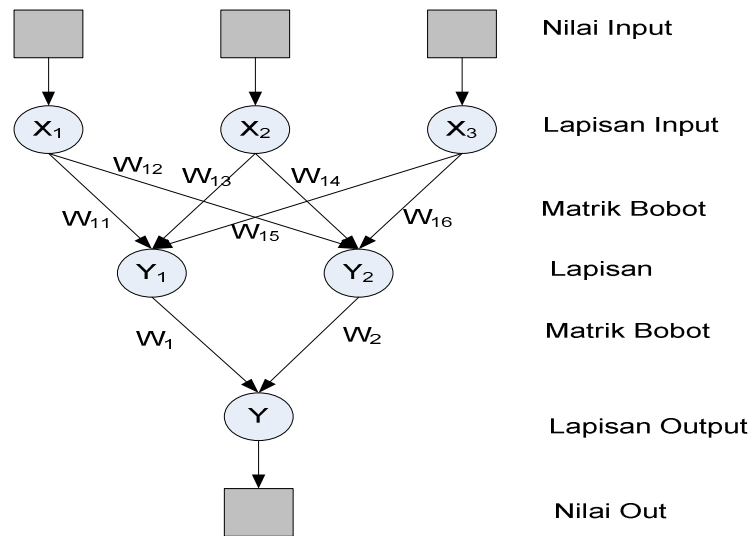 Nilai Input
X1 X2 X3 Lapisan Input
W12 W13 W14
W11 W15 W16 Matrik Bobot
Y1 Y2 Lapisan
W1 W2 Matrik Bobot
Y Lapisan Output
Nilai Out